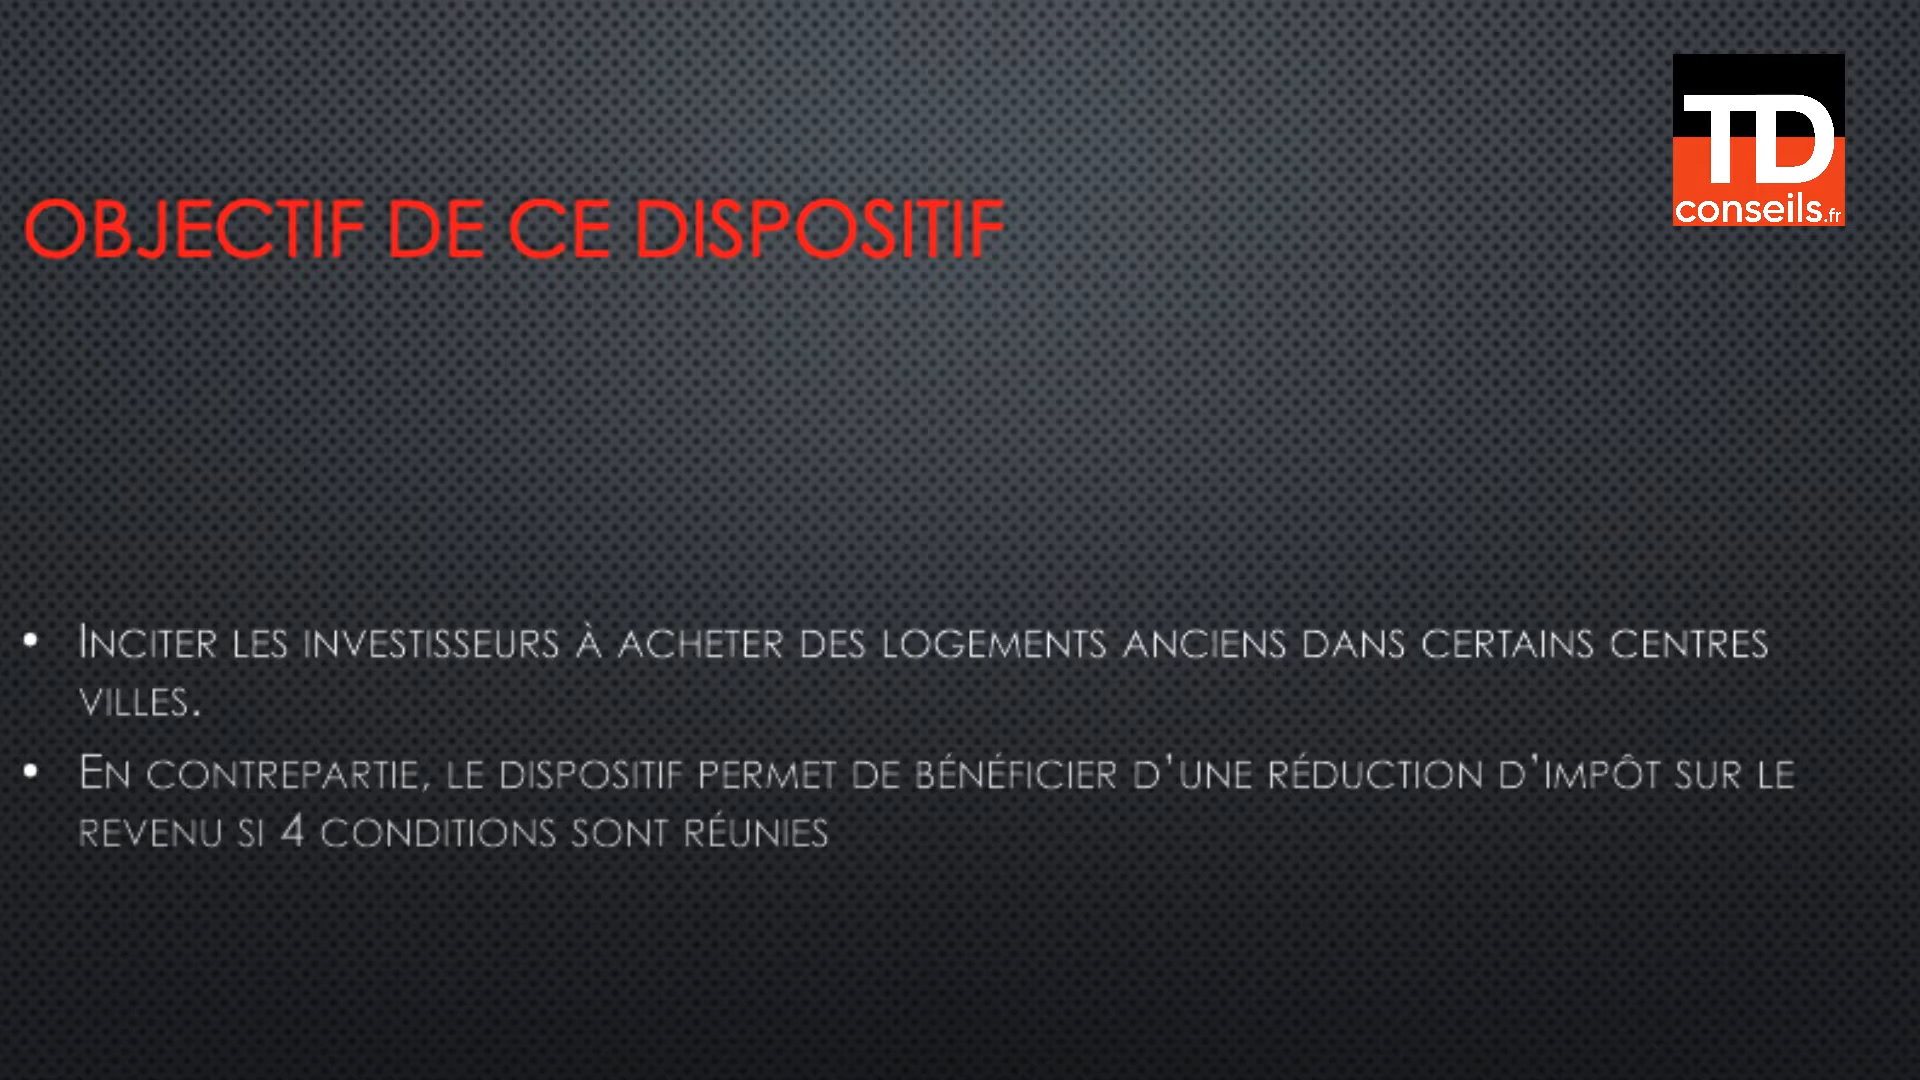 TD
conseils.fr
OBJECTIF DE CE DISPOSITIF
• INCITER LES INVESTISSEURS À ACHETER DES LOGEMENTS ANCIENS DANS CERTAINS CENTRES
VILLES.
• EN CONTREPARTIE, LE DISPOSITIF PERMET DE BÉNÉFICIER D'UNE RÉDUCTION D'IMPÔT SUR LE
REVENU SI 4 CONDITIONS SONT RÉUNIES